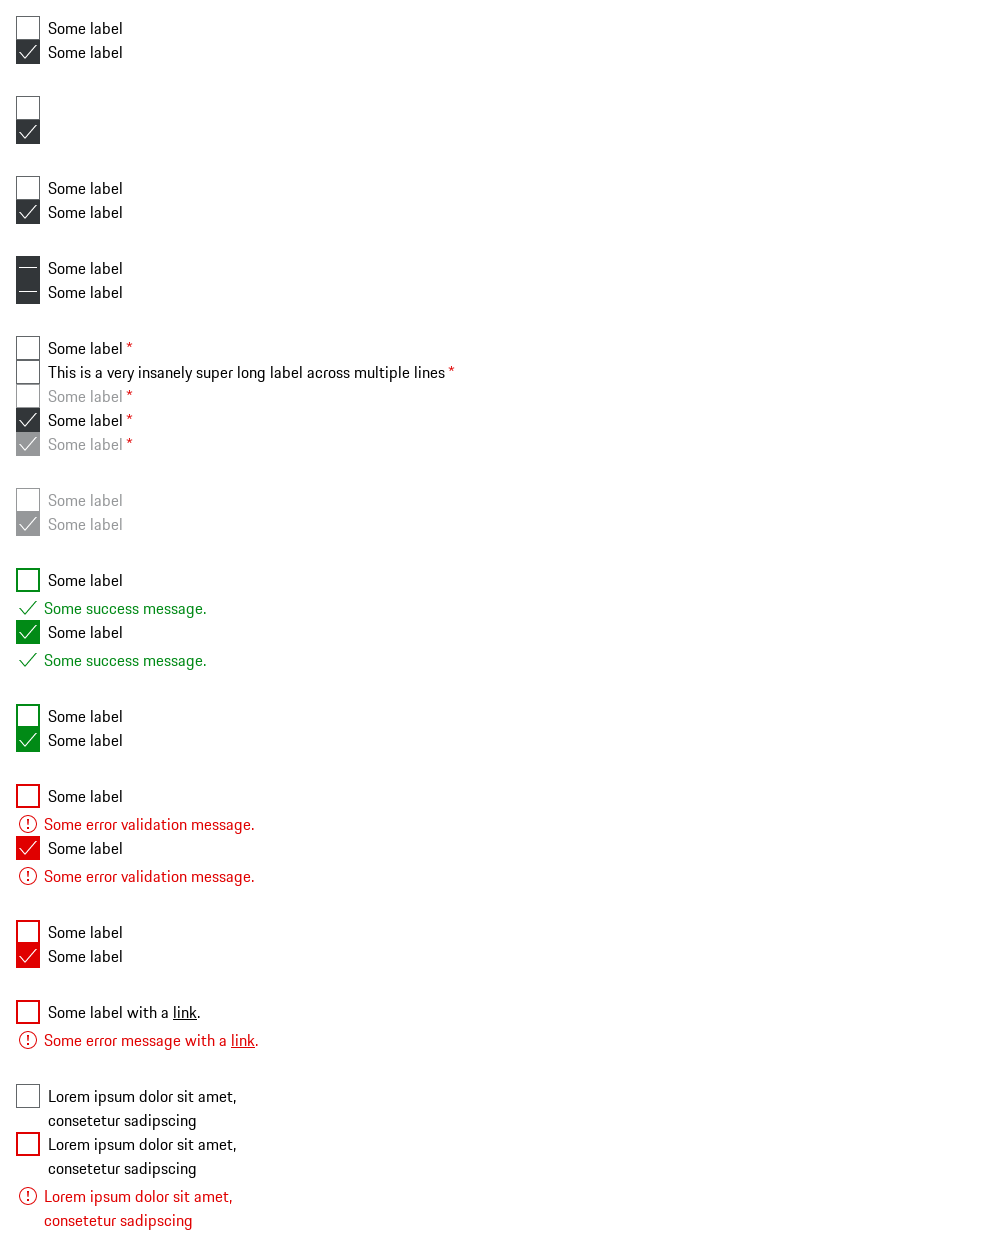 Some label
Some label
Some label
Some label
Some label
Some label
Some label *
This is a very insanely super long label across multiple lines *
Some label *
Some label *
Some label *
Some label
Some label
Some label
Some success message.
Some label
Some success message.
Some label
Some label
Some label
Some error validation message.
Some label
Some error validation message.
Some label
Some label
Some label with a link.
Some error message with a link.
Lorem ipsum dolor sit amet,
consetetur sadipscing
Lorem ipsum dolor sit amet,
consetetur sadipscing
Lorem ipsum dolor sit amet,
consetetur sadipscing